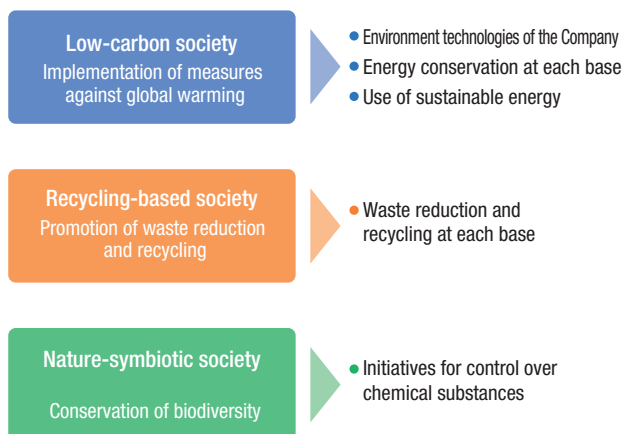 Low-carbon society
Implementation of measures
against global warming
• Environment technologies of the Company
• Energy conservation at each base
• Use of sustainable energy
Recycling-based society
Promotion of waste reduction
and recycling
• Waste reduction and
recycling at each base
Nature-symbiotic society
Conservation of biodiversity
• Initiatives for control over
chemical substances